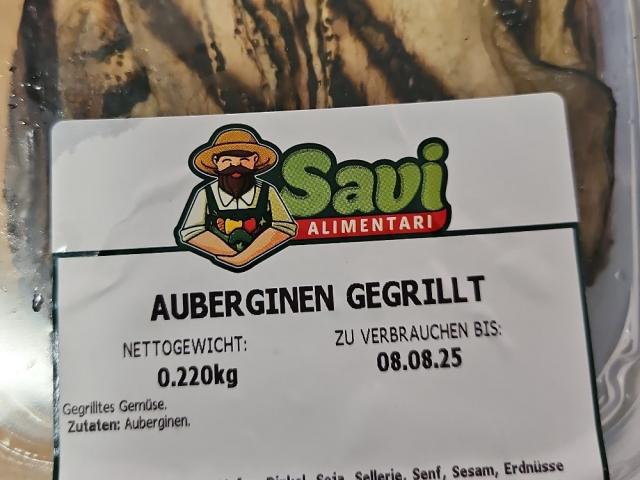 Savi
ALIMENTARI
AUBERGINEN GEGRILLT
NETTOGEWICHT:
0.220kg
ZU VERBRAUCHEN BIS:
08.08.25
Gegrilltes Gemüse.
Zutaten: Auberginen.
Dinkel, Soja, Sellerie, Senf, Sesam, Erdnüsse